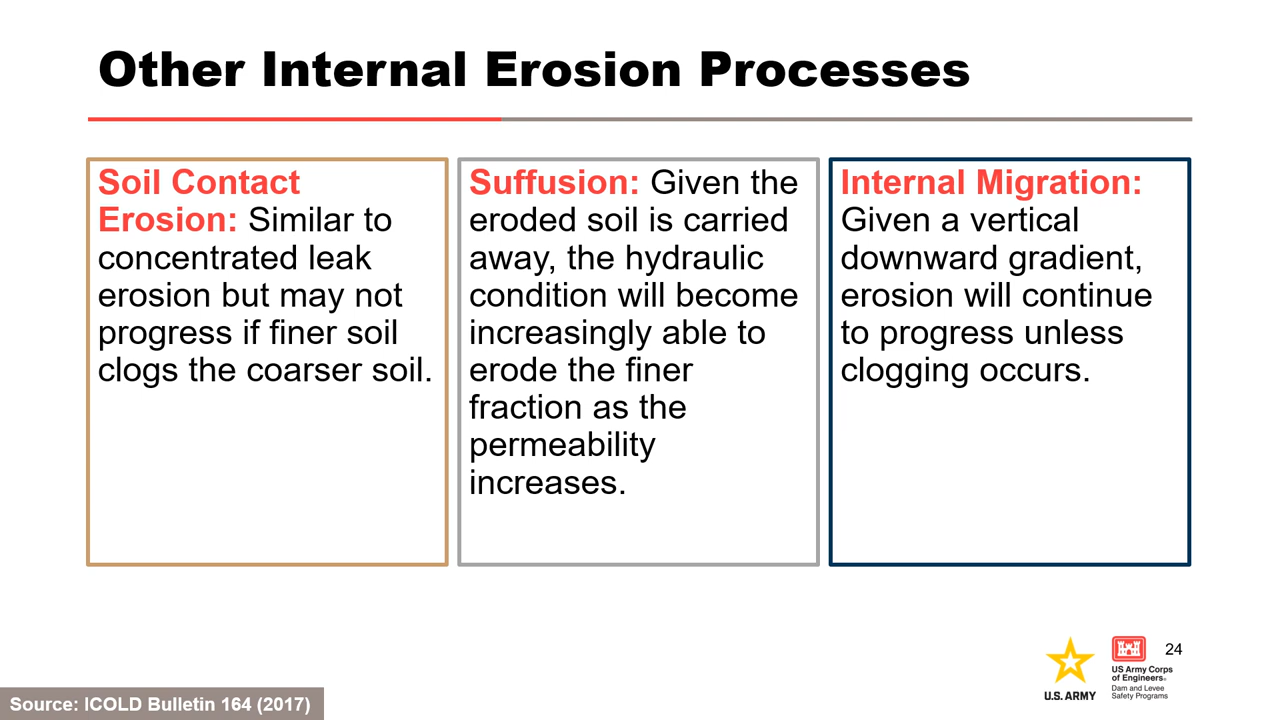 Other Internal Erosion Processes
Soil Contact
Erosion: Similar to
concentrated leak
erosion but may not
progress if finer soil
clogs the coarser soil.
Suffusion: Given the
eroded soil is carried
away, the hydraulic
condition will become
increasingly able to
erode the finer
fraction as the
permeability
increases.
Internal Migration:
Given a vertical
downward gradient,
erosion will continue
to progress unless
clogging occurs.
24
U.S. ARMY
US Army Corps
of Engineers®
Dam and Levee
Safety Programs
Source: ICOLD Bulletin 164 (2017)